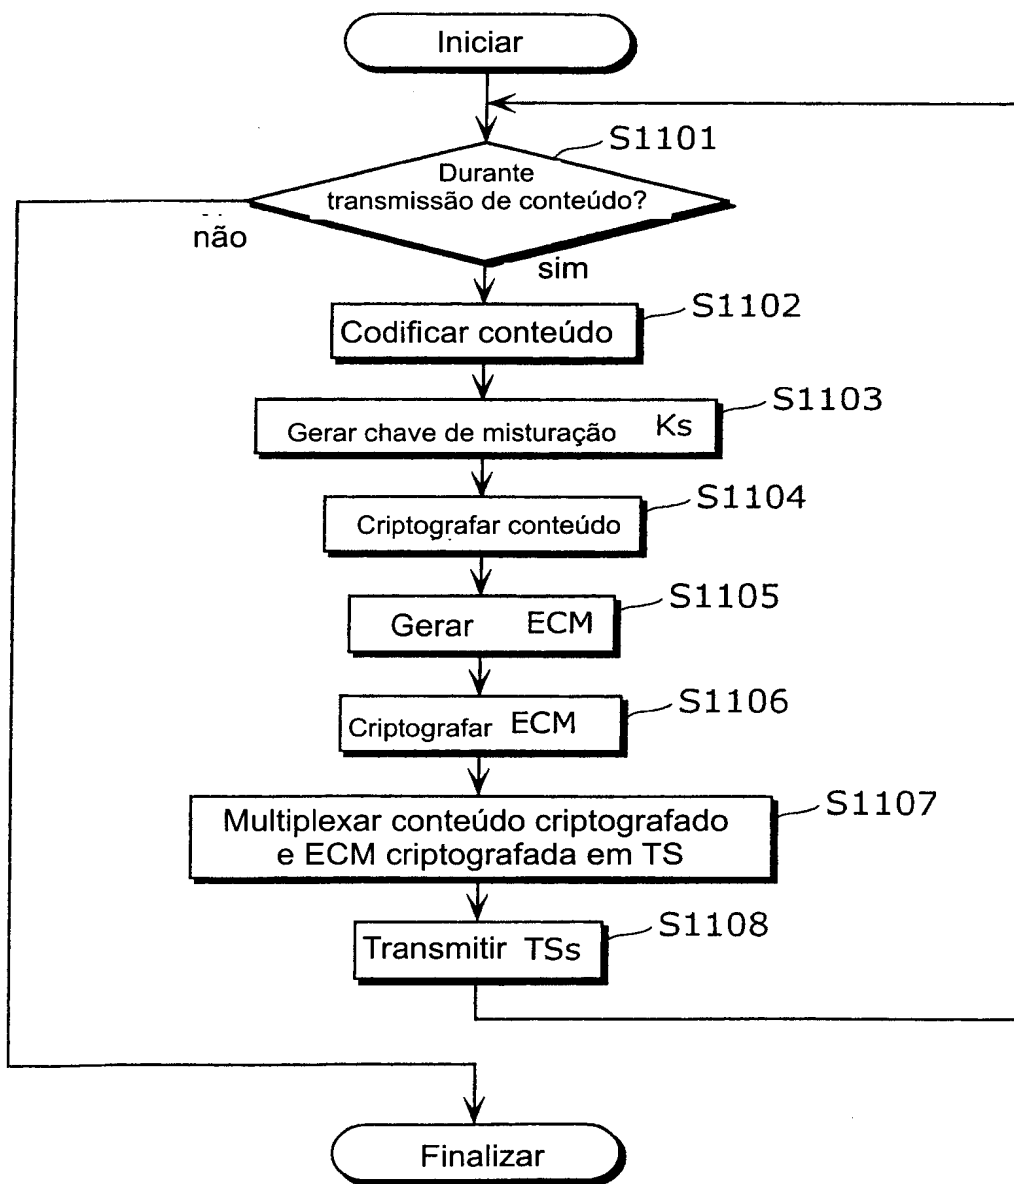 Iniciar
S1101
Durante
transmissão de conteúdo?
não
sim
S1102
Codificar conteúdo
S1103
Gerar chave de misturação Ks
S1104
Criptografar conteúdo
S1105
Gerar ECM
S1106
Criptografar ECM
S1107
Multiplexar conteúdo criptografado
e ECM criptografada em TS
S1108
Transmitir TSs
Finalizar